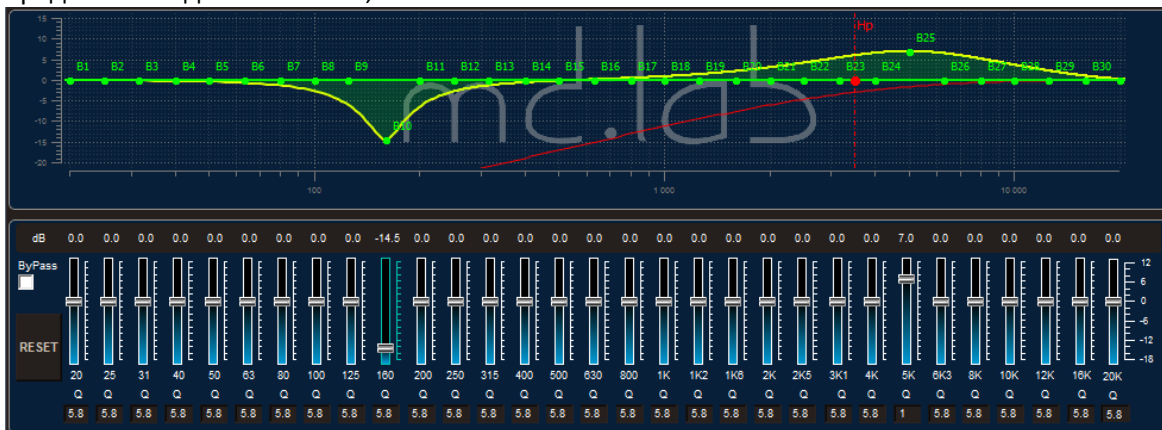 15
10
5
0
-5
-10
-15
-20
Hp
B25
B1 B2 B3 B4 B5 B6 B7 B8 B9 B11 B12 B13 B14 B15 B16 B17 B18 B19 B21 B22 B23 B24 B26 B27 B28 B29 B30
mc.lab
100 1 000 10 000
dB 0.0 0.0 0.0 0.0 0.0 0.0 0.0 0.0 0.0 -14.5 0.0 0.0 0.0 0.0 0.0 0.0 0.0 0.0 0.0 0.0 0.0 0.0 0.0 7.0 0.0 0.0 0.0 0.0 0.0 0.0
ByPass
12
6
0
-6
-12
-18
RESET
20 25 31 40 50 63 80 100 125 160 200 250 315 400 500 630 800 1K 1K2 1K6 2K 2K5 3K1 4K 5K 6K3 8K 10K 12K 16K 20K
Q Q Q Q Q Q Q Q Q Q Q Q Q Q Q Q Q Q Q Q Q Q Q Q Q Q Q Q Q Q Q
5.8 5.8 5.8 5.8 5.8 5.8 5.8 5.8 5.8 5.8 5.8 5.8 5.8 5.8 5.8 5.8 5.8 5.8 5.8 5.8 5.8 5.8 5.8 5.8 1 5.8 5.8 5.8 5.8 5.8 5.8